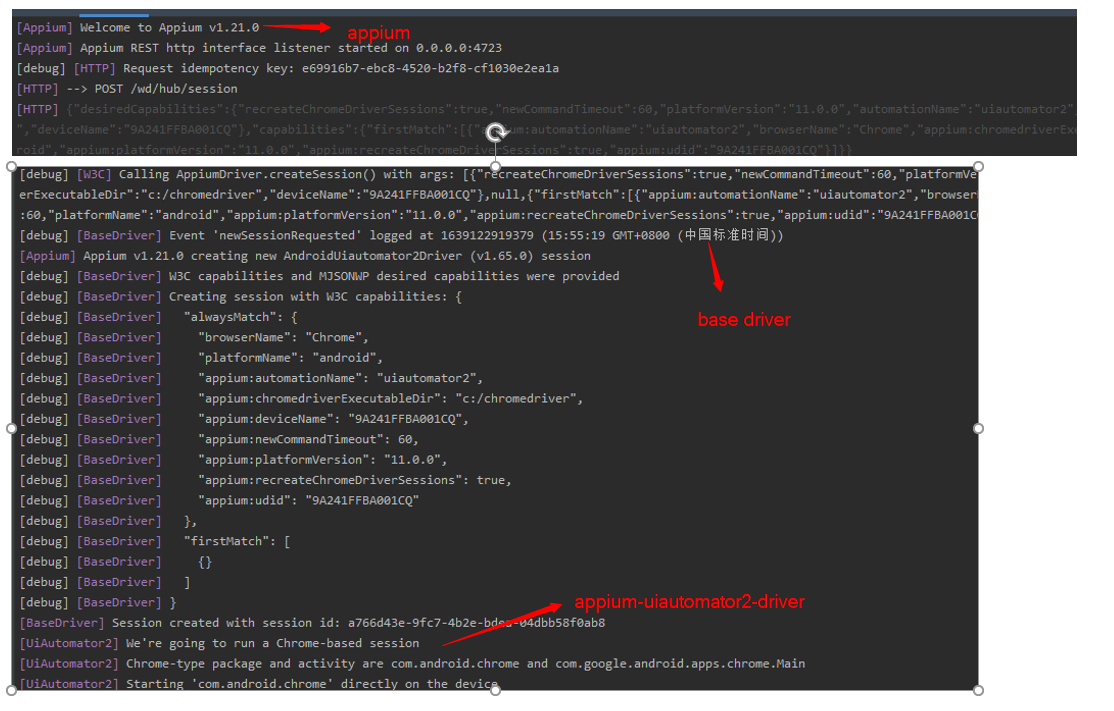 [Appium] Welcome to Appium v1.21.0
appium
[Appium] Appium REST http interface listener started on 0.0.0.0:4723
[debug] [HTTP] Request idempotency key: e69916b7-ebc8-4520-b2f8-cf1030e2ea1a
[HTTP] --> POST /wd/hub/session
[HTTP] {"desiredCapabilities":{"recreateChromeDriverSessions":true,"newCommandTimeout":60,"platformVersion":"11.0.0","automationName":"uiautomator2"
","deviceName":"9A241FFBA001CQ"},"capabilities":{"firstMatch":[{"appium:automationName":"uiautomator2","browserName":"Chrome","appium:chromedriverExe
roid","appium:platformVersion":"11.0.0","appium:recreateChromeDriverSessions":true,"appium:udid":"9A241FFBA001CQ"}]}}
[debug] [W3C] Calling AppiumDriver.createSession() with args: [{"recreateChromeDriverSessions":true,"newCommandTimeout":60,"platformVe
erExecutableDir":"c:/chromedriver","deviceName":"9A241FFBA001CQ"},null,{"firstMatch":[{"appium:automationName":"uiautomator2","browser
:60,"platformName":"android","appium:platformVersion":"11.0.0","appium:recreateChromeDriverSessions":true,"appium:udid":"9A241FFBA001C
[debug] [BaseDriver] Event 'newSessionRequested' logged at 1639122919379 (15:55:19 GMT+0800 (中国标准时间))
[Appium] Appium v1.21.0 creating new AndroidUiautomator2Driver (v1.65.0) session
[debug] [BaseDriver] W3C capabilities and MJSONWP desired capabilities were provided
[debug] [BaseDriver] Creating session with W3C capabilities: {
[debug] [BaseDriver]   "alwaysMatch": {
base driver
[debug] [BaseDriver]     "browserName": "Chrome",
[debug] [BaseDriver]     "platformName": "android",
[debug] [BaseDriver]     "appium:automationName": "uiautomator2",
[debug] [BaseDriver]     "appium:chromedriverExecutableDir": "c:/chromedriver",
[debug] [BaseDriver]     "appium:deviceName": "9A241FFBA001CQ",
[debug] [BaseDriver]     "appium:newCommandTimeout": 60,
[debug] [BaseDriver]     "appium:platformVersion": "11.0.0",
[debug] [BaseDriver]     "appium:recreateChromeDriverSessions": true,
[debug] [BaseDriver]     "appium:udid": "9A241FFBA001CQ"
[debug] [BaseDriver]   },
[debug] [BaseDriver]   "firstMatch": [
[debug] [BaseDriver]     {}
[debug] [BaseDriver]   ]
[debug] [BaseDriver] }
appium-uiautomator2-driver
[BaseDriver] Session created with session id: a766d43e-9fc7-4b2e-bdea-04dbb58f0ab8
[UiAutomator2] We're going to run a Chrome-based session
[UiAutomator2] Chrome-type package and activity are com.android.chrome and com.google.android.apps.chrome.Main
[UiAutomator2] Starting 'com.android.chrome' directly on the device